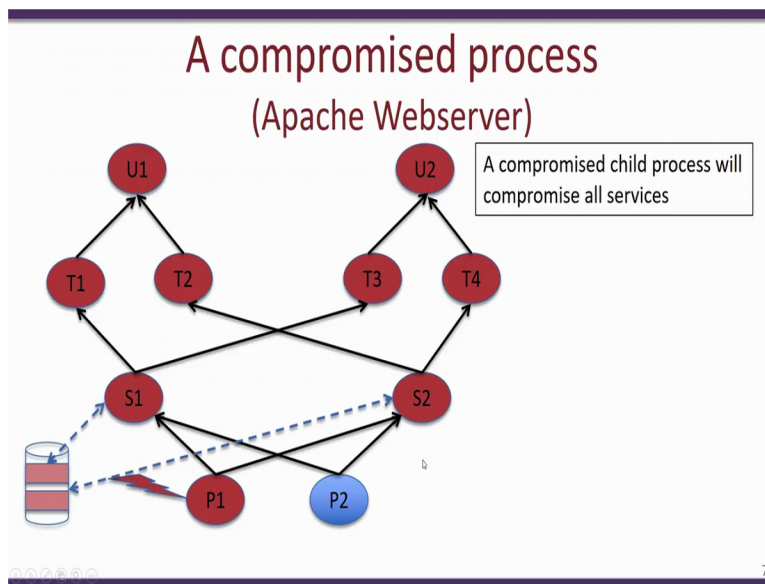 A compromised process
(Apache Webserver)
U1
U2
A compromised child process will
compromise all services
T1
T2
T3
T4
S1
S2
P1
P2
7